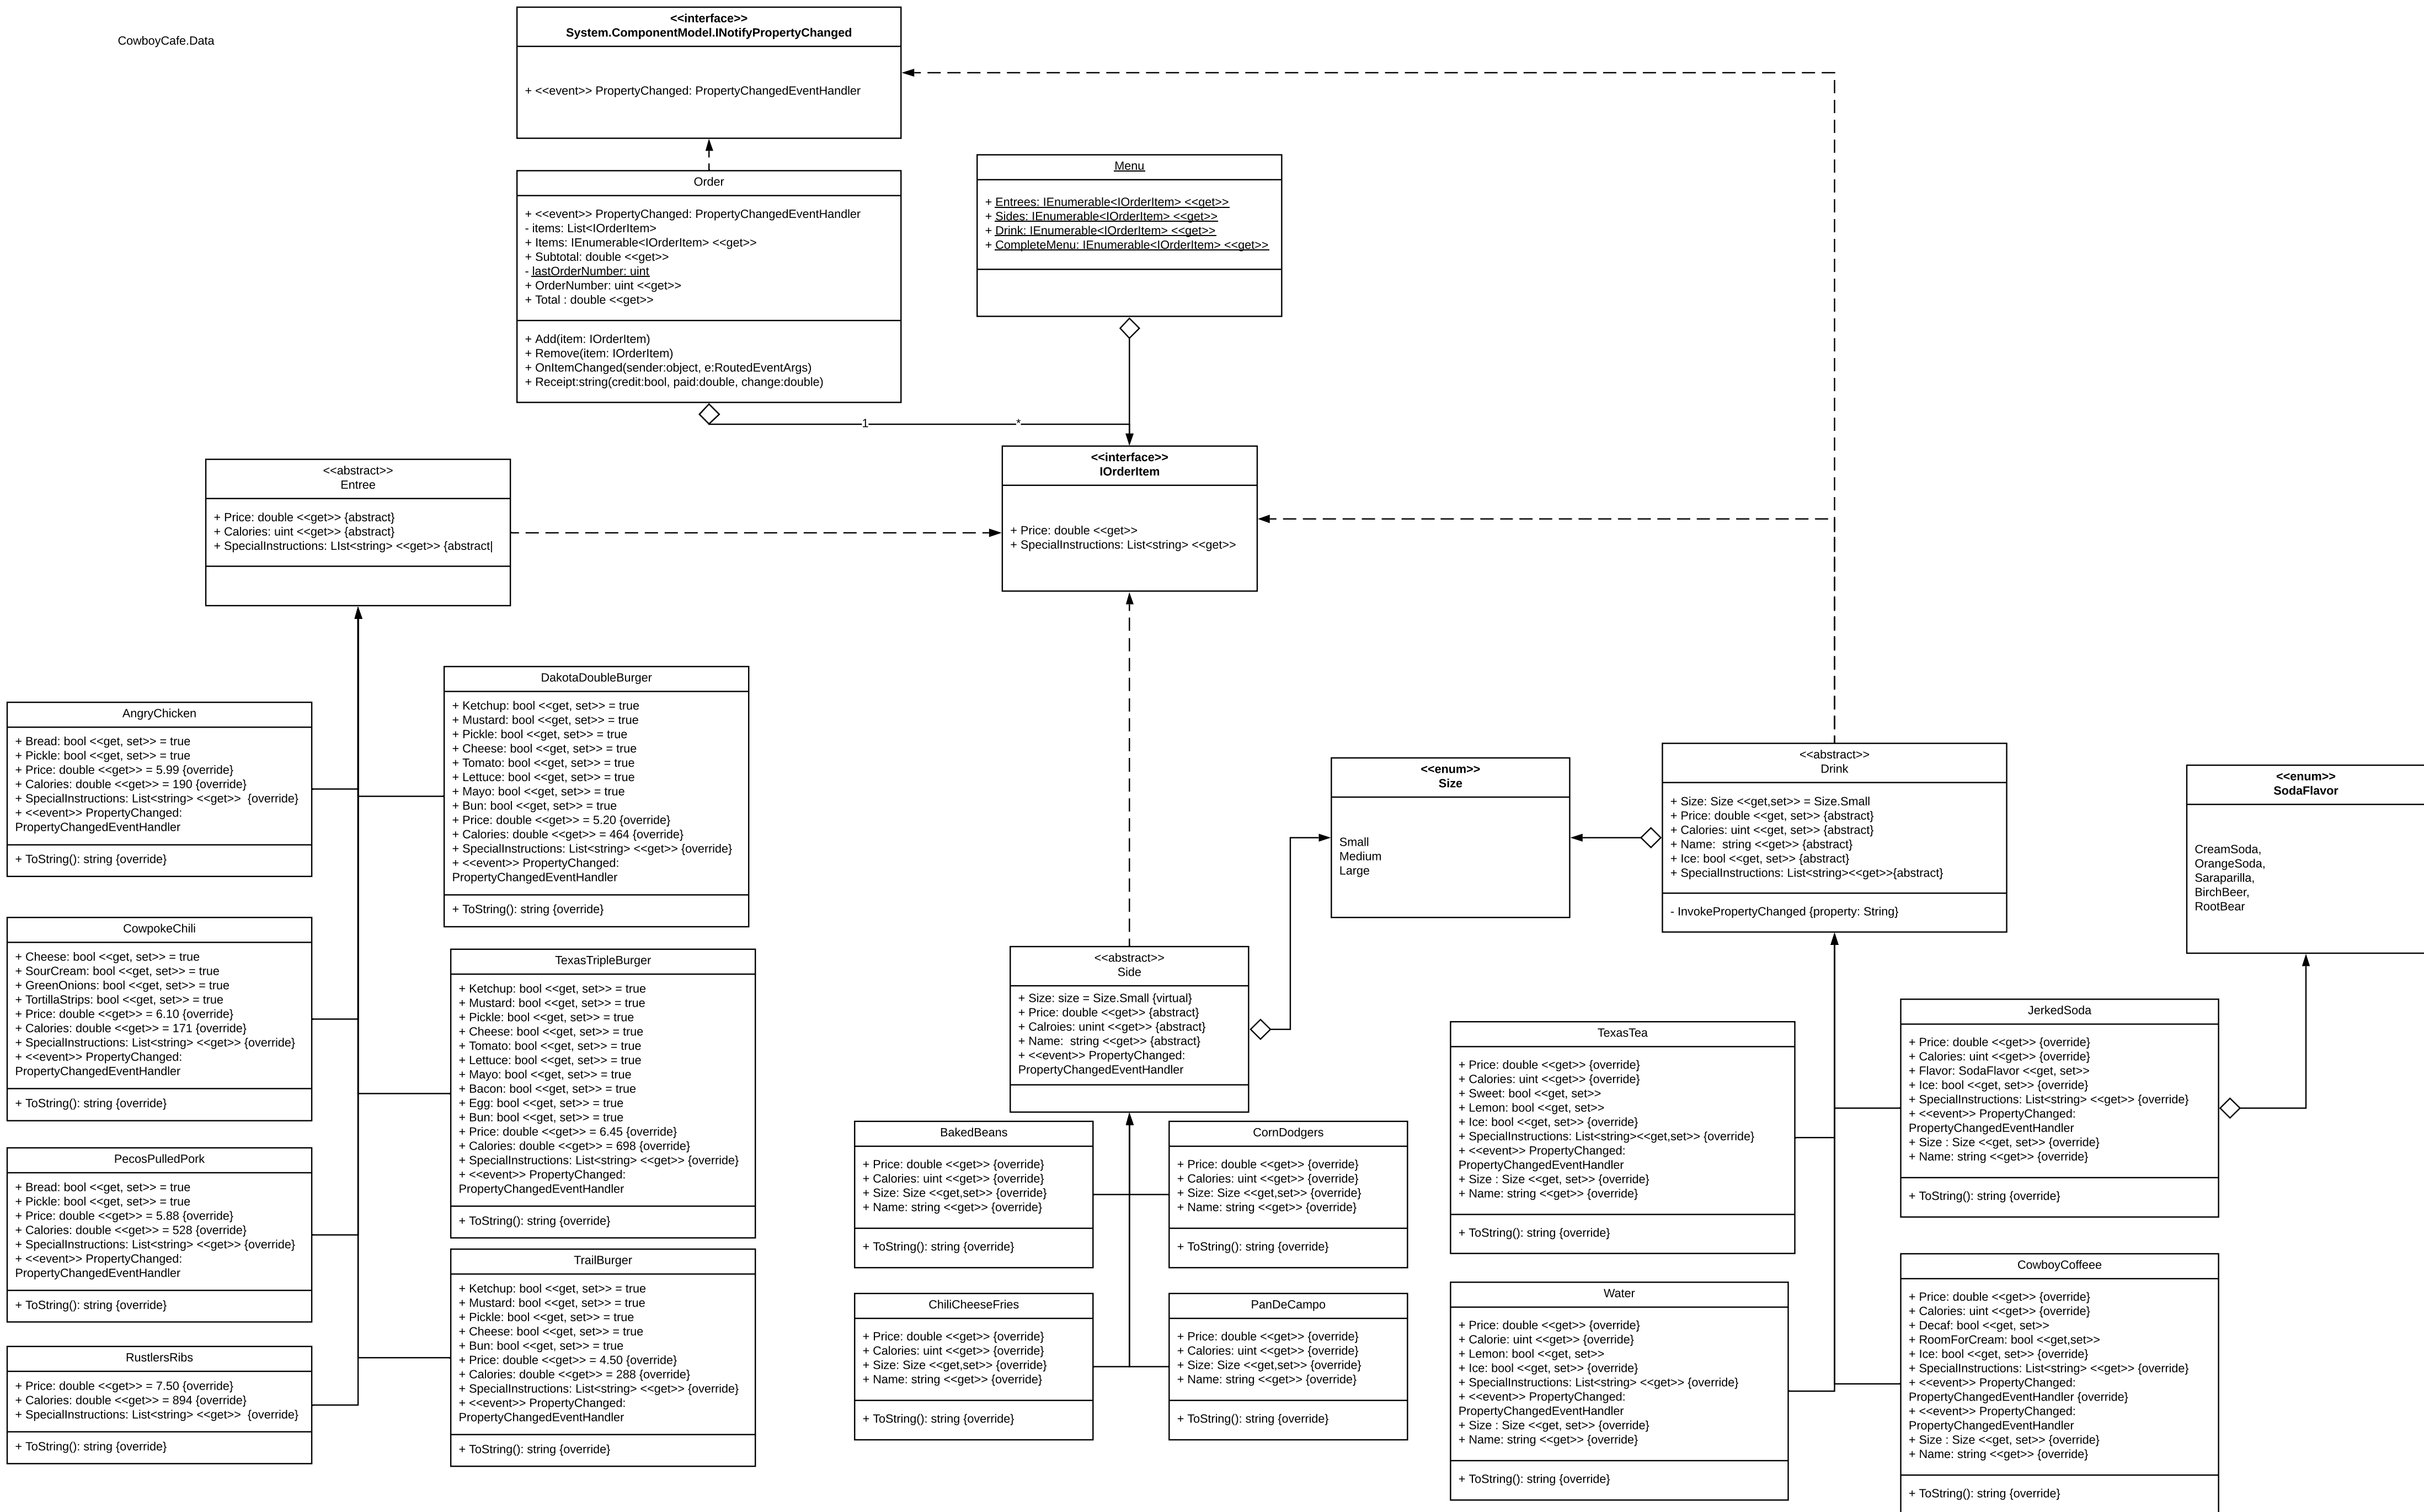 CowboyCafe.Data
<<interface>>
System.ComponentModel.INotifyPropertyChanged
+ <<event>> PropertyChanged: PropertyChangedEventHandler
Order
+ <<event>> PropertyChanged: PropertyChangedEventHandler
- items: List<IOrderItem>
+ Items: IEnumerable<IOrderItem> <<get>>
+ Subtotal: double <<get>>
- lastOrderNumber: uint
+ OrderNumber: uint <<get>>
+ Total : double <<get>>
+ Add(item: IOrderItem)
+ Remove(item: IOrderItem)
+ OnItemChanged(sender:object, e:RoutedEventArgs)
+ Receipt:string(credit:bool, paid:double, change:double)
Menu
+ Entrees: IEnumerable<IOrderItem> <<get>>
+ Sides: IEnumerable<IOrderItem> <<get>>
+ Drink: IEnumerable<IOrderItem> <<get>>
+ CompleteMenu: IEnumerable<IOrderItem> <<get>>
1
*
<<abstract>>
Entree
+ Price: double <<get>> {abstract}
+ Calories: uint <<get>> {abstract}
+ SpecialInstructions: LIst<string> <<get>> {abstract|
<<interface>>
IOrderItem
+ Price: double <<get>>
+ SpecialInstructions: List<string> <<get>>
AngryChicken
+ Bread: bool <<get, set>> = true
+ Pickle: bool <<get, set>> = true
+ Price: double <<get>> = 5.99 {override}
+ Calories: double <<get>> = 190 {override}
+ SpecialInstructions: List<string> <<get>>  {override}
+ <<event>> PropertyChanged:
PropertyChangedEventHandler
+ ToString(): string {override}
CowpokeChili
+ Cheese: bool <<get, set>> = true
+ SourCream: bool <<get, set>> = true
+ GreenOnions: bool <<get, set>> = true
+ TortillaStrips: bool <<get, set>> = true
+ Price: double <<get>> = 6.10 {override}
+ Calories: double <<get>> = 171 {override}
+ SpecialInstructions: List<string> <<get>> {override}
+ <<event>> PropertyChanged:
PropertyChangedEventHandler
+ ToString(): string {override}
PecosPulledPork
+ Bread: bool <<get, set>> = true
+ Pickle: bool <<get, set>> = true
+ Price: double <<get>> = 5.88 {override}
+ Calories: double <<get>> = 528 {override}
+ SpecialInstructions: List<string> <<get>> {override}
+ <<event>> PropertyChanged:
PropertyChangedEventHandler
+ ToString(): string {override}
RustlersRibs
+ Price: double <<get>> = 7.50 {override}
+ Calories: double <<get>> = 894 {override}
+ SpecialInstructions: List<string> <<get>>  {override}
+ ToString(): string {override}
DakotaDoubleBurger
+ Ketchup: bool <<get, set>> = true
+ Mustard: bool <<get, set>> = true
+ Pickle: bool <<get, set>> = true
+ Cheese: bool <<get, set>> = true
+ Tomato: bool <<get, set>> = true
+ Lettuce: bool <<get, set>> = true
+ Mayo: bool <<get, set>> = true
+ Bun: bool <<get, set>> = true
+ Price: double <<get>> = 5.20 {override}
+ Calories: double <<get>> = 464 {override}
+ SpecialInstructions: List<string> <<get>> {override}
+ <<event>> PropertyChanged:
PropertyChangedEventHandler
+ ToString(): string {override}
TexasTripleBurger
+ Ketchup: bool <<get, set>> = true
+ Mustard: bool <<get, set>> = true
+ Pickle: bool <<get, set>> = true
+ Cheese: bool <<get, set>> = true
+ Tomato: bool <<get, set>> = true
+ Lettuce: bool <<get, set>> = true
+ Mayo: bool <<get, set>> = true
+ Bacon: bool <<get, set>> = true
+ Egg: bool <<get, set>> = true
+ Bun: bool <<get, set>> = true
+ Price: double <<get>> = 6.45 {override}
+ Calories: double <<get>> = 698 {override}
+ SpecialInstructions: List<string> <<get>> {override}
+ <<event>> PropertyChanged:
PropertyChangedEventHandler
+ ToString(): string {override}
TrailBurger
+ Ketchup: bool <<get, set>> = true
+ Mustard: bool <<get, set>> = true
+ Pickle: bool <<get, set>> = true
+ Cheese: bool <<get, set>> = true
+ Bun: bool <<get, set>> = true
+ Price: double <<get>> = 4.50 {override}
+ Calories: double <<get>> = 288 {override}
+ SpecialInstructions: List<string> <<get>> {override}
+ <<event>> PropertyChanged:
PropertyChangedEventHandler
+ ToString(): string {override}
<<abstract>>
Side
+ Size: size = Size.Small {virtual}
+ Price: double <<get>> {abstract}
+ Calroies: unint <<get>> {abstract}
+ Name:  string <<get>> {abstract}
+ <<event>> PropertyChanged:
PropertyChangedEventHandler
BakedBeans
+ Price: double <<get>> {override}
+ Calories: uint <<get>> {override}
+ Size: Size <<get,set>> {override}
+ Name: string <<get>> {override}
+ ToString(): string {override}
CornDodgers
+ Price: double <<get>> {override}
+ Calories: uint <<get>> {override}
+ Size: Size <<get,set>> {override}
+ Name: string <<get>> {override}
+ ToString(): string {override}
ChiliCheeseFries
+ Price: double <<get>> {override}
+ Calories: uint <<get>> {override}
+ Size: Size <<get,set>> {override}
+ Name: string <<get>> {override}
+ ToString(): string {override}
PanDeCampo
+ Price: double <<get>> {override}
+ Calories: uint <<get>> {override}
+ Size: Size <<get,set>> {override}
+ Name: string <<get>> {override}
+ ToString(): string {override}
<<enum>>
Size
Small
Medium
Large
<<abstract>>
Drink
+ Size: Size <<get,set>> = Size.Small
+ Price: double <<get, set>> {abstract}
+ Calories: uint <<get, set>> {abstract}
+ Name:  string <<get>> {abstract}
+ Ice: bool <<get, set>> {abstract}
+ SpecialInstructions: List<string><<get>>{abstract}
- InvokePropertyChanged {property: String}
<<enum>>
SodaFlavor
CreamSoda,
OrangeSoda,
Saraparilla,
BirchBeer,
RootBear
TexasTea
+ Price: double <<get>> {override}
+ Calories: uint <<get>> {override}
+ Sweet: bool <<get, set>>
+ Lemon: bool <<get, set>>
+ Ice: bool <<get, set>> {override}
+ SpecialInstructions: List<string><<get,set>> {override}
+ <<event>> PropertyChanged:
PropertyChangedEventHandler
+ Size : Size <<get, set>> {override}
+ Name: string <<get>> {override}
+ ToString(): string {override}
JerkedSoda
+ Price: double <<get>> {override}
+ Calories: uint <<get>> {override}
+ Flavor: SodaFlavor <<get, set>>
+ Ice: bool <<get, set>> {override}
+ SpecialInstructions: List<string> <<get>> {override}
+ <<event>> PropertyChanged:
PropertyChangedEventHandler
+ Size : Size <<get, set>> {override}
+ Name: string <<get>> {override}
+ ToString(): string {override}
Water
+ Price: double <<get>> {override}
+ Calorie: uint <<get>> {override}
+ Lemon: bool <<get, set>>
+ Ice: bool <<get, set>> {override}
+ SpecialInstructions: List<string> <<get>> {override}
+ <<event>> PropertyChanged:
PropertyChangedEventHandler
+ Size : Size <<get, set>> {override}
+ Name: string <<get>> {override}
+ ToString(): string {override}
CowboyCoffeee
+ Price: double <<get>> {override}
+ Calories: uint <<get>> {override}
+ Decaf: bool <<get, set>>
+ RoomForCream: bool <<get,set>>
+ Ice: bool <<get, set>> {override}
+ SpecialInstructions: List<string> <<get>> {override}
+ <<event>> PropertyChanged:
PropertyChangedEventHandler {override}
+ <<event>> PropertyChanged:
PropertyChangedEventHandler
+ Size : Size <<get, set>> {override}
+ Name: string <<get>> {override}
+ ToString(): string {override}